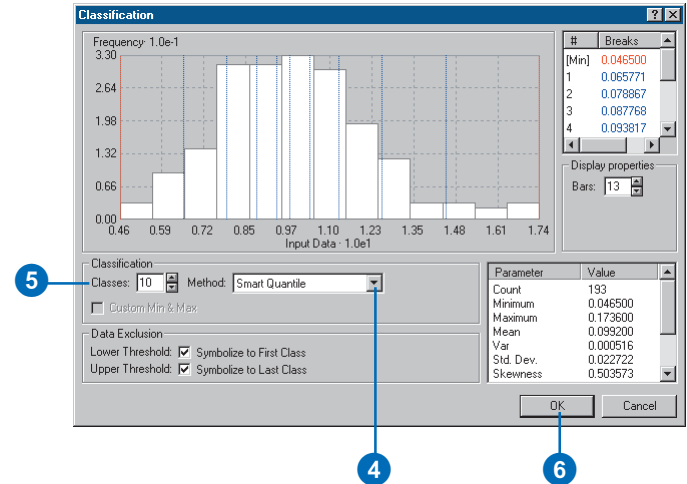 Classification
Frequency · 1.0e-1
3.30
2.64
1.98
1.32
0.66
0.00
0.46 0.59 0.72 0.85 0.97 1.10 1.23 1.35 1.48 1.61 1.74
Input Data · 1.0e1
# Breaks
[Min] 0.046500
1 0.065771
2 0.078867
3 0.087768
4 0.093817
Display properties
Bars: 13
Classification
5 Classes: 10 Method: Smart Quantile
Custom Min & Max
Data Exclusion
Lower Threshold: Symbolize to First Class
Upper Threshold: Symbolize to Last Class
Parameter Value
Count 193
Minimum 0.046500
Maximum 0.173600
Mean 0.099200
Var 0.000516
Std. Dev. 0.022722
Skewness 0.503573
OK Cancel
4 6